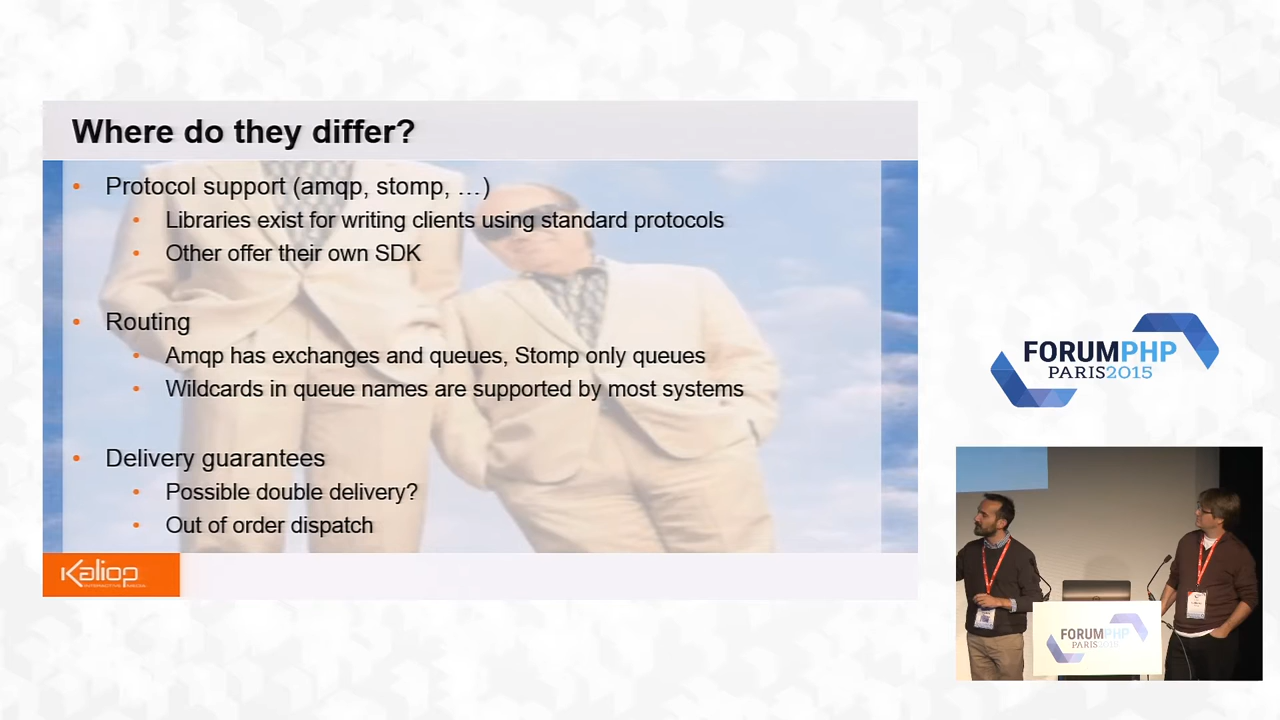 Where do they differ?
• Protocol support (amqp, stomp, …)
• Libraries exist for writing clients using standard protocols
• Other offer their own SDK
• Routing
• Amqp has exchanges and queues, Stomp only queues
• Wildcards in queue names are supported by most systems
• Delivery guarantees
• Possible double delivery?
• Out of order dispatch
Kaliop
FORUMPHP
PARIS2015
FORUMPHP
PARIS2015